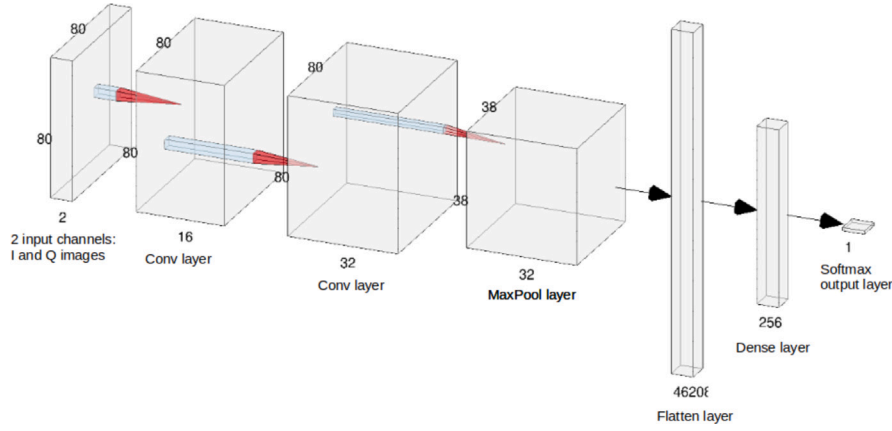 80
80
2
2 input channels:
I and Q images
80
80
16
Conv layer
80
80
32
Conv layer
38
38
32
MaxPool layer
46208
Flatten layer
256
Dense layer
1
Softmax
output layer